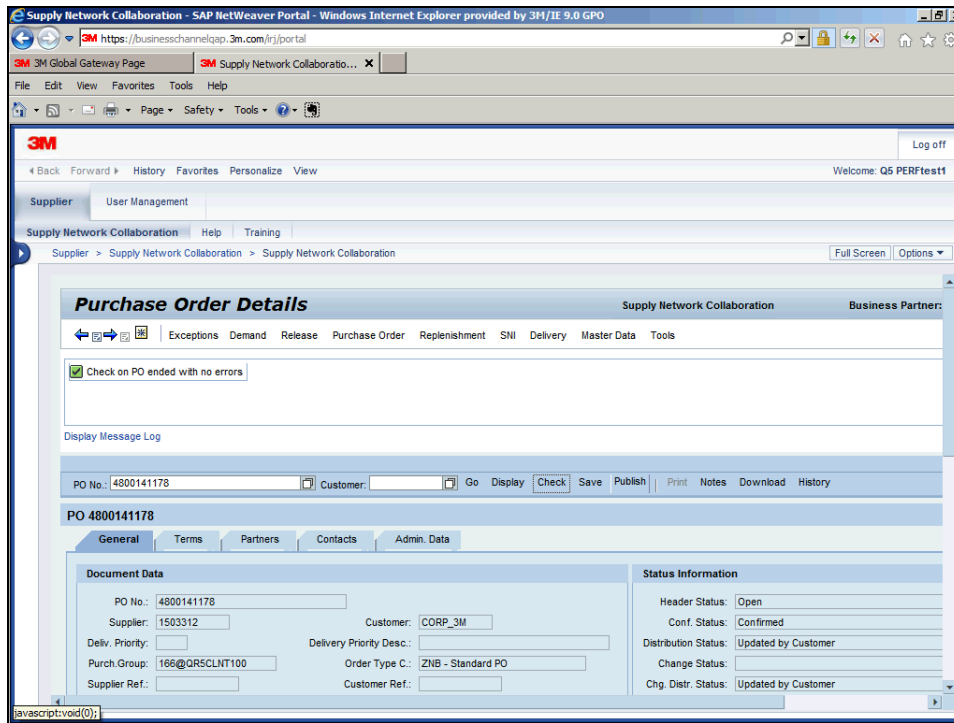 Supply Network Collaboration - SAP NetWeaver Portal - Windows Internet Explorer provided by 3M/IE 9.0 GPO
3M https://businesschannelqap.3m.com/irj/portal
3M 3M Global Gateway Page 3M Supply Network Collaboratio... X
File Edit View Favorites Tools Help
Page Safety Tools
3M Log off
Back Forward History Favorites Personalize View Welcome: Q5 PERFtest1
Supplier User Management
Supply Network Collaboration Help Training
Supplier > Supply Network Collaboration > Supply Network Collaboration Full Screen Options
Purchase Order Details Supply Network Collaboration Business Partner:
Exceptions Demand Release Purchase Order Replenishment SNI Delivery Master Data Tools
Check on PO ended with no errors
Display Message Log
PO No.: 4800141178 Customer: Go Display Check Save Publish Print Notes Download History
PO 4800141178
General Terms Partners Contacts Admin. Data
Document Data Status Information
PO No.: 4800141178 Header Status: Open
Supplier: 1503312 Customer: CORP_3M Conf. Status: Confirmed
Deliv. Priority: Delivery Priority Desc.: Distribution Status: Updated by Customer
Purch.Group: 166@QR5CLNT100 Order Type C.: ZNB - Standard PO Change Status:
Supplier Ref.: Customer Ref.: Chg. Distr. Status: Updated by Customer
javascript:void(0);